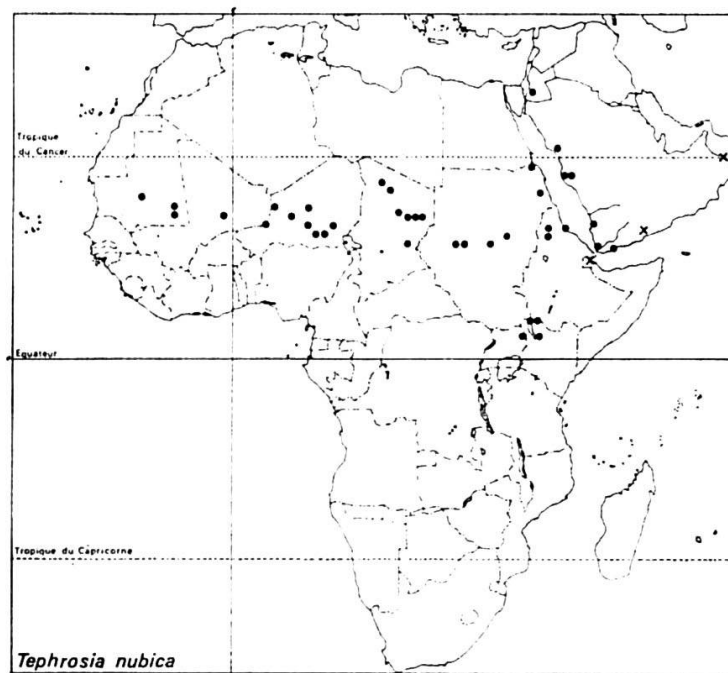 Tropique
du Cancer
Equateur
Tropique du Capricorne
Tephrosia nubica